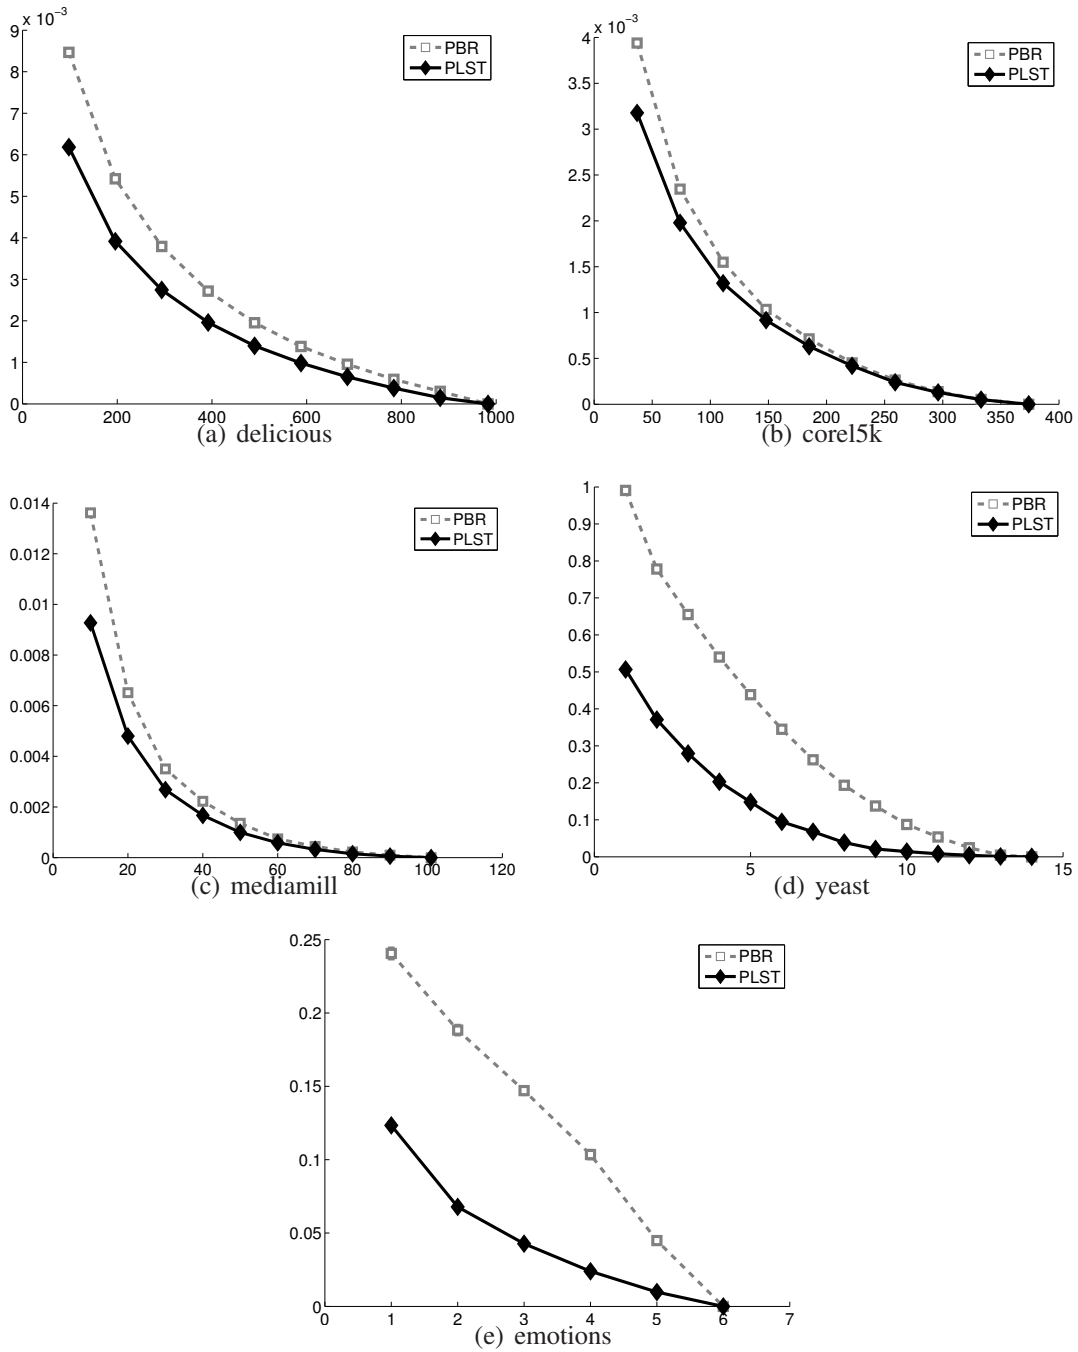 x 10⁻³
9
8
7
6
5
4
3
2
1
0
0 200 400 600 800 1000
PBR
PLST
(a) delicious
x 10⁻³
4
3.5
3
2.5
2
1.5
1
0.5
0
0 50 100 150 200 250 300 350 400
PBR
PLST
(b) corel5k
0.014
0.012
0.01
0.008
0.006
0.004
0.002
0
0 20 40 60 80 100 120
PBR
PLST
(c) mediamill
1
0.9
0.8
0.7
0.6
0.5
0.4
0.3
0.2
0.1
0
0 5 10 15
PBR
PLST
(d) yeast
0.25
0.2
0.15
0.1
0.05
0
0 1 2 3 4 5 6 7
PBR
PLST
(e) emotions